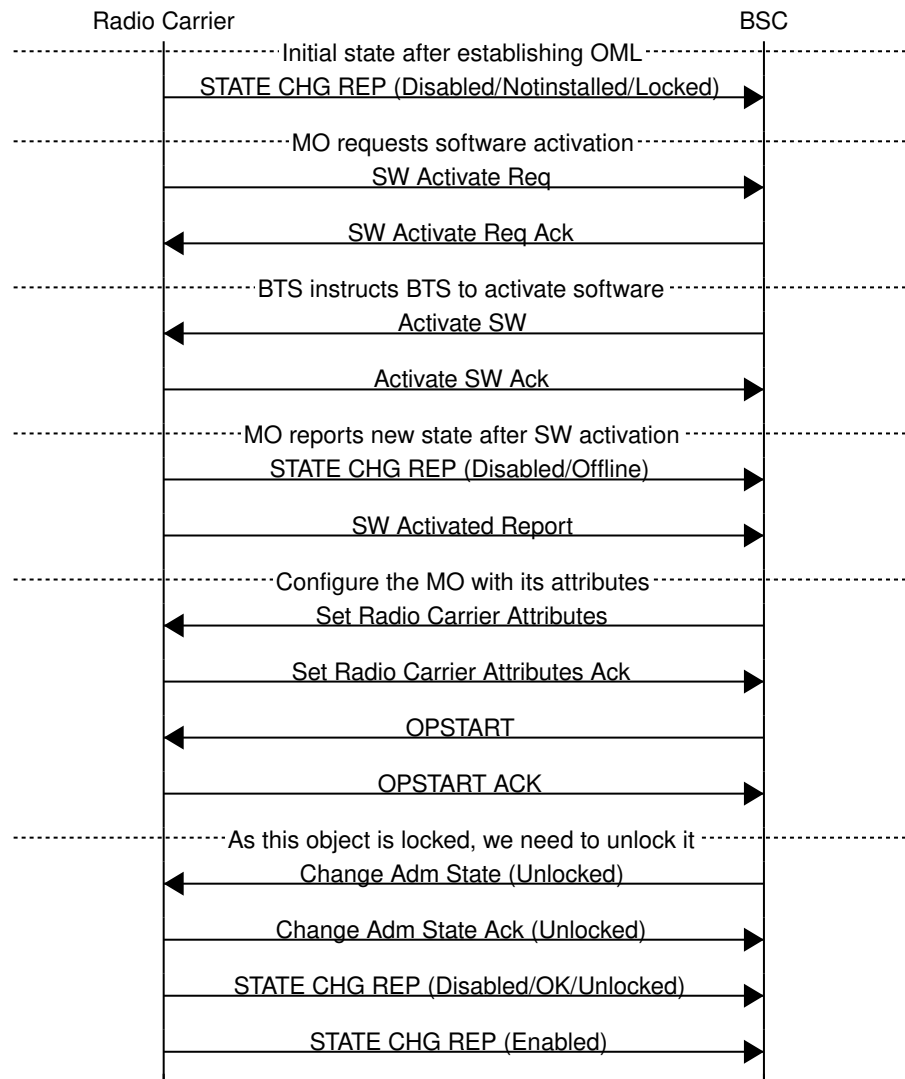 Radio Carrier BSC
Initial state after establishing OML
STATE CHG REP (Disabled/Notinstalled/Locked)
MO requests software activation
SW Activate Req
SW Activate Req Ack
BTS instructs BTS to activate software
Activate SW
Activate SW Ack
MO reports new state after SW activation
STATE CHG REP (Disabled/Offline)
SW Activated Report
Configure the MO with its attributes
Set Radio Carrier Attributes
Set Radio Carrier Attributes Ack
OPSTART
OPSTART ACK
As this object is locked, we need to unlock it
Change Adm State (Unlocked)
Change Adm State Ack (Unlocked)
STATE CHG REP (Disabled/OK/Unlocked)
STATE CHG REP (Enabled)